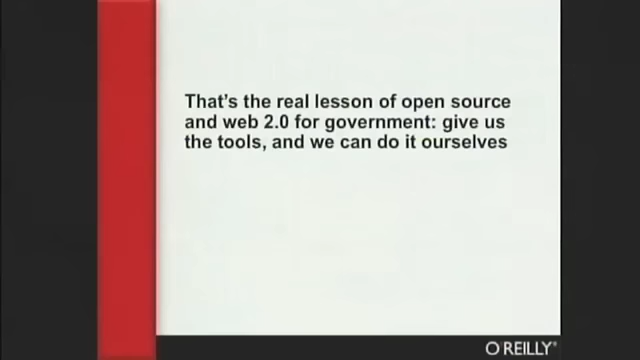 That's the real lesson of open source
and web 2.0 for government: give us
the tools, and we can do it ourselves
O'REILLY®